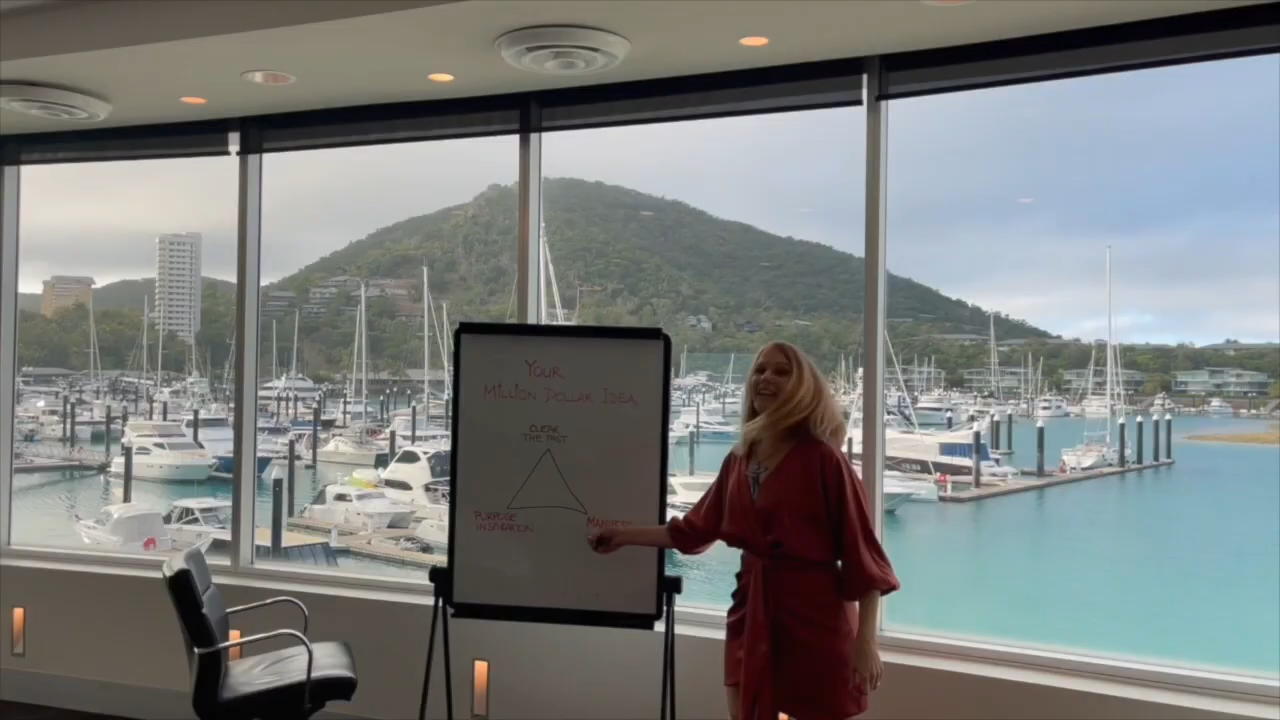 YOUR
MILLION DOLLAR IDEA
CLEAR
THE PAST
PURPOSE
INSPIRATION